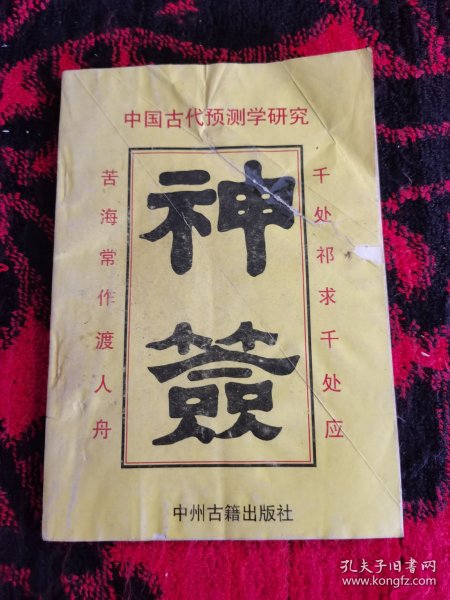 中国古代预测学研究
千处祁求千处应
神簽
苦海常作渡人舟
中州古籍出版社
孔夫子旧书网
www.kongfz.com